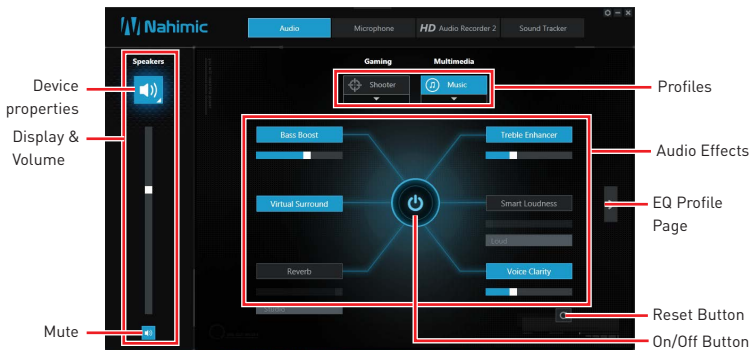 Nahimic
Audio
Microphone
HD Audio Recorder 2
Sound Tracker
Speakers
Gaming
Multimedia
Shooter
Music
Device
properties
Display &
Volume
Mute
Profiles
Audio Effects
EQ Profile
Page
Reset Button
On/Off Button
Bass Boost
Treble Enhancer
Virtual Surround
Smart Loudness
Loud
Reverb
Studio
Voice Clarity